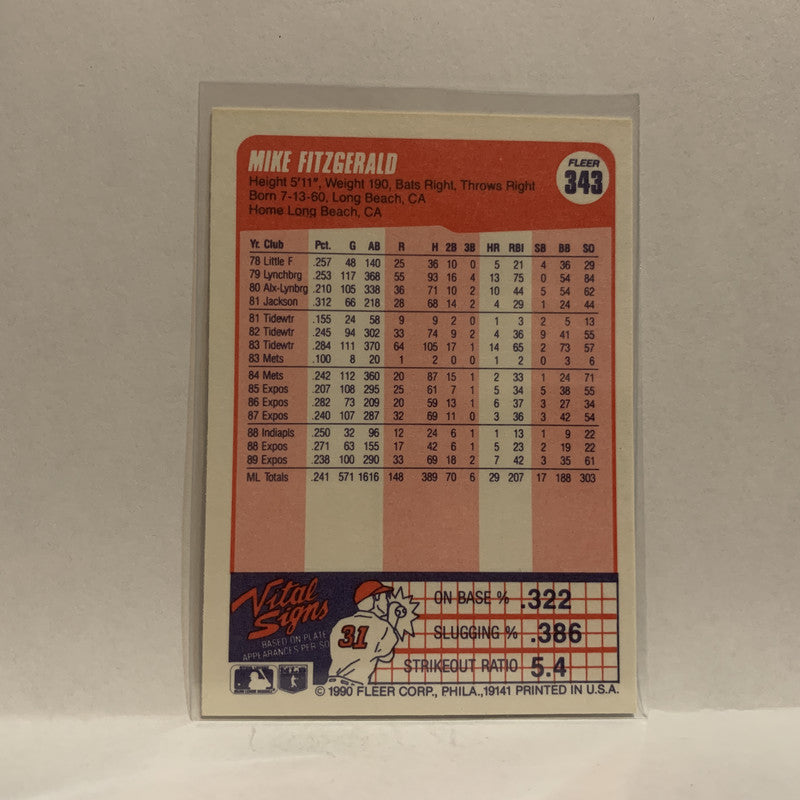 MIKE FITZGERALD
FLEER
343
Height 5'11", Weight 190, Bats Right, Throws Right
Born 7-13-60, Long Beach, CA
Home Long Beach, CA
Yr. Club Pct. G AB R H 2B 3B HR RBI SB BB SO
78 Little F .257 48 140 25 36 10 0 5 21 4 36 29
79 Lynchbrg .253 117 368 55 93 16 4 13 75 0 54 84
80 Alx-Lynbrg .210 105 338 36 71 10 2 10 44 5 54 62
81 Jackson .312 66 218 28 68 14 2 4 29 1 24 44
81 Tidewtr .155 24 58 9 9 2 0 1 3 2 5 13
82 Tidewtr .245 94 302 33 74 9 2 4 36 9 41 55
83 Tidewtr .284 111 370 64 105 17 1 14 65 2 73 57
83 Mets .100 8 20 1 2 0 0 1 2 0 3 6
84 Mets .242 112 360 20 87 15 1 2 33 1 24 71
85 Expos .207 108 295 25 61 7 1 5 34 5 38 55
86 Expos .282 73 209 20 59 13 1 6 37 3 27 34
87 Expos .240 107 287 32 69 11 0 3 36 3 42 54
88 Indiapls .250 32 96 12 24 6 1 1 13 1 9 22
88 Expos .271 63 155 17 42 6 1 5 23 2 19 22
89 Expos .238 100 290 33 69 18 2 7 42 3 35 61
ML Totals .241 571 1616 148 389 70 6 29 207 17 188 303
Vital Signs
BASED ON PLATE
APPEARANCES PER SO
31
ON BASE % .322
SLUGGING % .386
STRIKEOUT RATIO 5.4
© 1990 FLEER CORP., PHILA.,19141 PRINTED IN U.S.A.